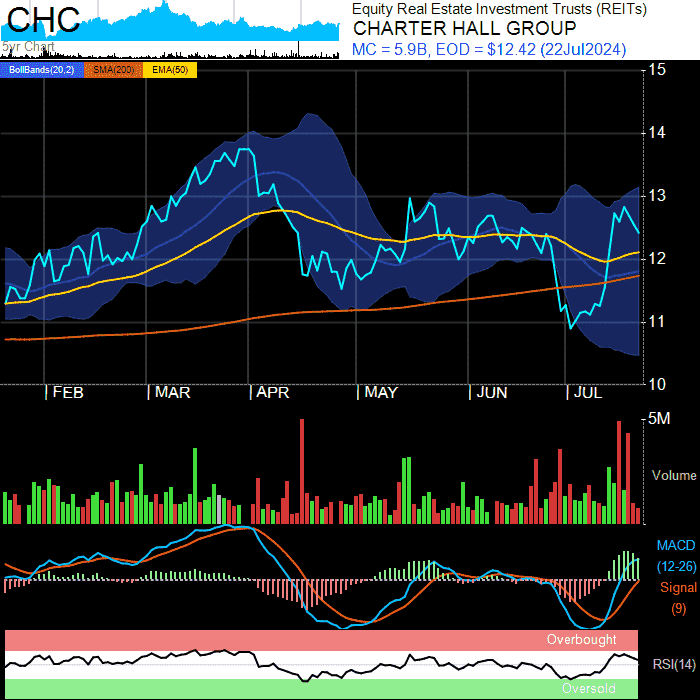 CHC
5yr Chart
Equity Real Estate Investment Trusts (REITs)
CHARTER HALL GROUP
MC = 5.9B, EOD = $12.42 (22Jul2024)
BollBands(20,2) SMA(200) EMA(50)
15
14
13
12
11
10
FEB MAR APR MAY JUN JUL
5M
Volume
MACD
(12-26)
Signal
(9)
Overbought
RSI(14)
Oversold